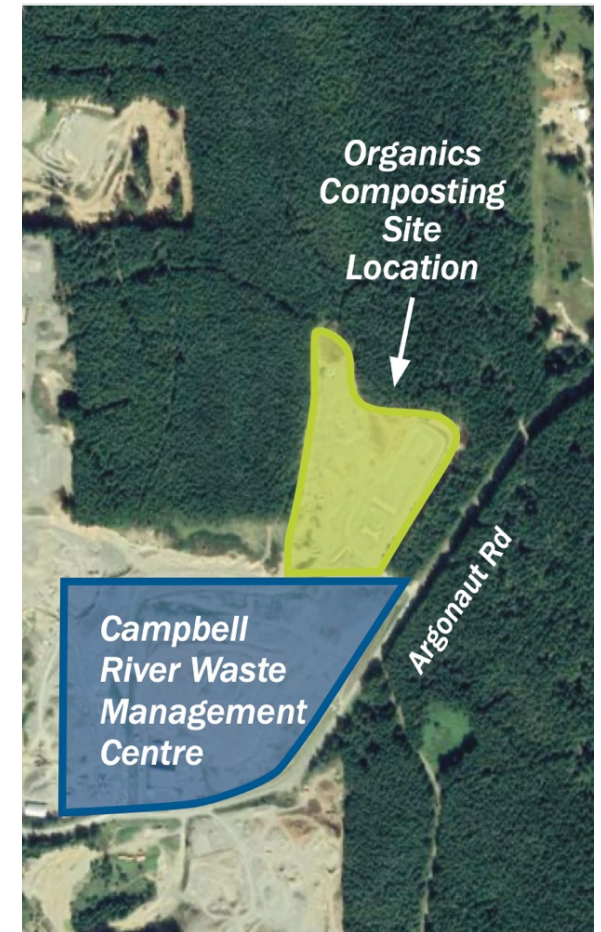 Organics
Composting
Site
Location
Argonaut Rd
Campbell
River Waste
Management
Centre